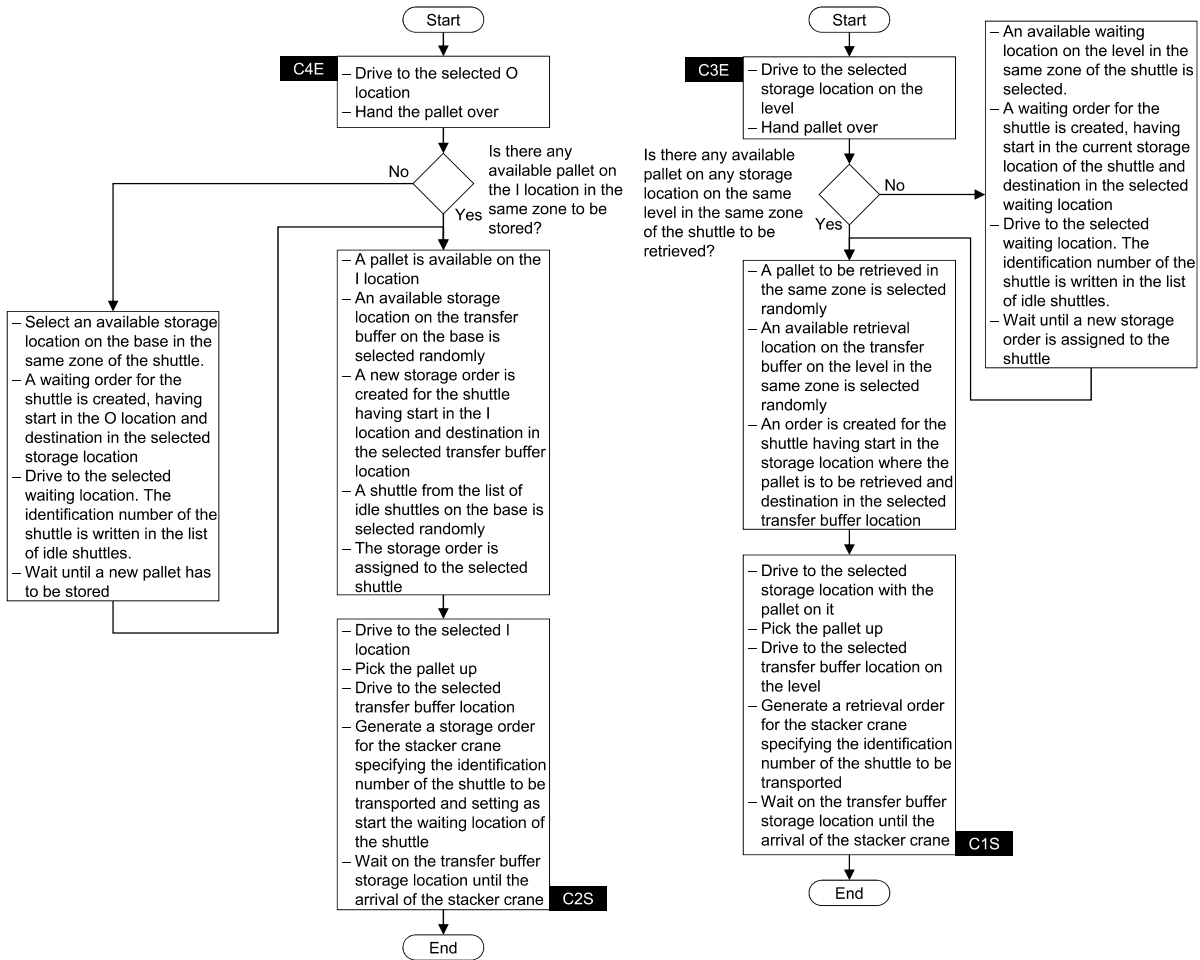 Start
C4E
– Drive to the selected O
location
– Hand the pallet over
No
Yes
Is there any
available pallet on
the I location in the
same zone to be
stored?
– Select an available storage
location on the base in the
same zone of the shuttle.
– A waiting order for the
shuttle is created, having
start in the O location and
destination in the selected
storage location
– Drive to the selected
waiting location. The
identification number of the
shuttle is written in the list
of idle shuttles.
– Wait until a new pallet has
to be stored
– A pallet is available on the
I location
– An available storage
location on the transfer
buffer on the base is
selected randomly
– A new storage order is
created for the shuttle
having start in the I
location and destination in
the selected transfer buffer
location
– A shuttle from the list of
idle shuttles on the base is
selected randomly
– The storage order is
assigned to the selected
shuttle
– Drive to the selected I
location
– Pick the pallet up
– Drive to the selected
transfer buffer location
– Generate a storage order
for the stacker crane
specifying the identification
number of the shuttle to be
transported and setting as
start the waiting location of
the shuttle
– Wait on the transfer buffer
storage location until the
arrival of the stacker crane
C2S
End
Start
C3E
– Drive to the selected
storage location on the
level
– Hand pallet over
Is there any available
pallet on any storage
location on the same
level in the same zone
of the shuttle to be
retrieved?
No
Yes
– An available waiting
location on the level in the
same zone of the shuttle is
selected.
– A waiting order for the
shuttle is created, having
start in the current storage
location of the shuttle and
destination in the selected
waiting location
– Drive to the selected
waiting location. The
identification number of the
shuttle is written in the list
of idle shuttles.
– Wait until a new storage
order is assigned to the
shuttle
– A pallet to be retrieved in
the same zone is selected
randomly
– An available retrieval
location on the transfer
buffer on the level in the
same zone is selected
randomly
– An order is created for the
shuttle having start in the
storage location where the
pallet is to be retrieved and
destination in the selected
transfer buffer location
– Drive to the selected
storage location with the
pallet on it
– Pick the pallet up
– Drive to the selected
transfer buffer location on
the level
– Generate a retrieval order
for the stacker crane
specifying the identification
number of the shuttle to be
transported
– Wait on the transfer buffer
storage location until the
arrival of the stacker crane
C1S
End